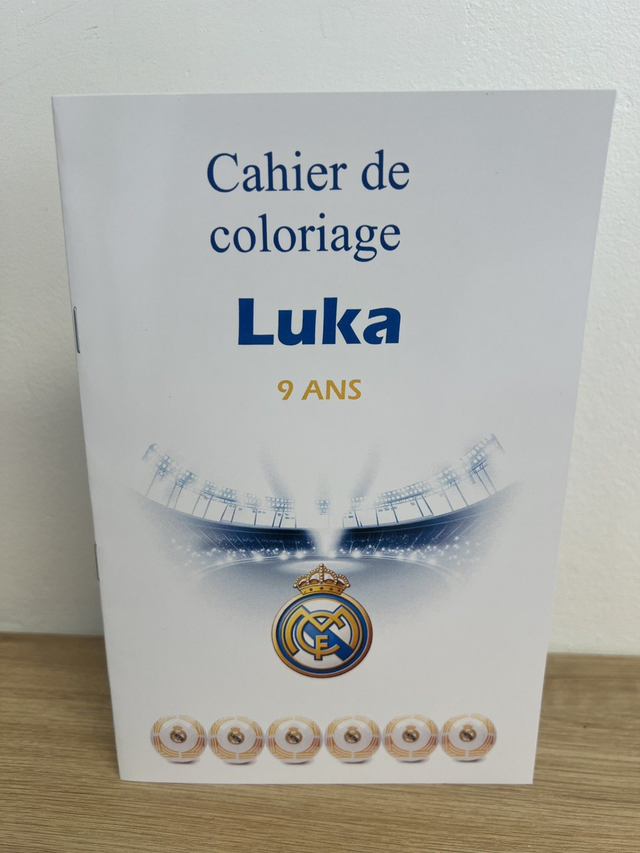 Cahier de
coloriage
Luka
9 ANS